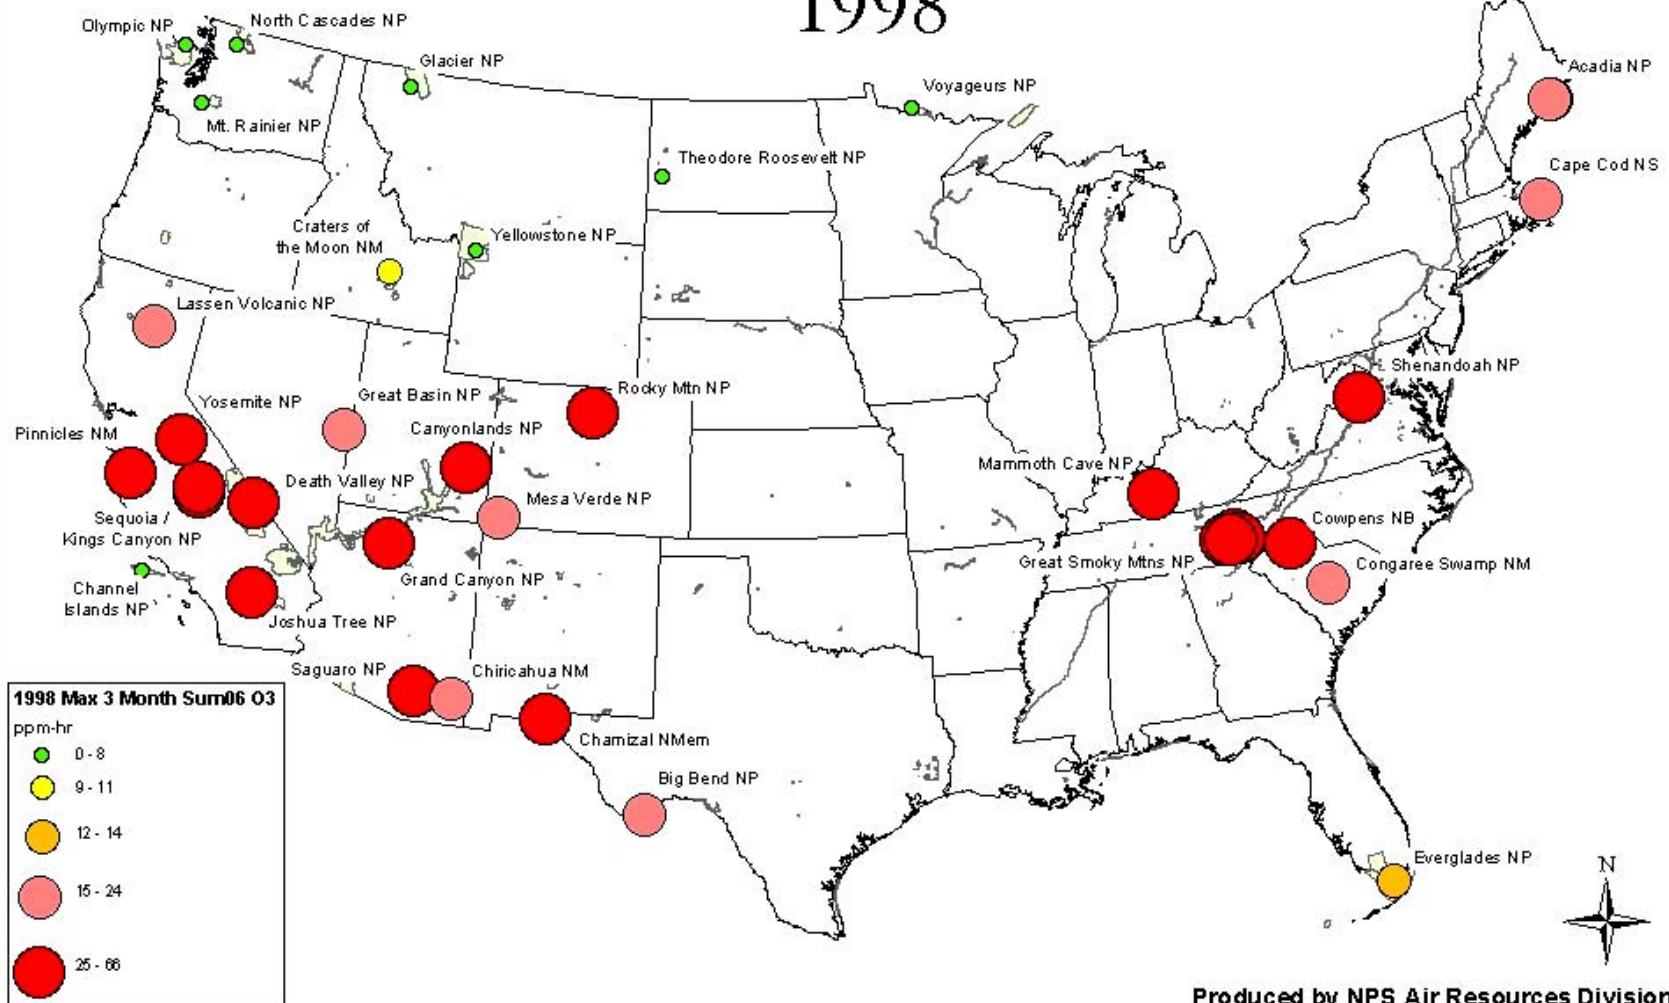 1998
Olympic NP
North Cascades NP
Glacier NP
Voyageurs NP
Acadia NP
Mt. Rainier NP
Theodore Roosevelt NP
Cape Cod NS
Craters of
the Moon NM
Yellowstone NP
Lassen Volcanic NP
Shenandoah NP
Rocky Mtn NP
Great Basin NP
Yosemite NP
Canyonlands NP
Pinnicles NM
Mammoth Cave NP
Death Valley NP
Mesa Verde NP
Sequoia /
Kings Canyon NP
Cowpens NB
Great Smoky Mtns NP
Congaree Swamp NM
Grand Canyon NP
Channel
Islands NP
Joshua Tree NP
Saguaro NP
Chiricahua NM
Chamizal NMem
Big Bend NP
Everglades NP
1998 Max 3 Month Sum06 O3
ppm-hr
0 - 8
9 - 11
12 - 14
15 - 24
25 - 66
N
Produced by NPS Air Resources Division